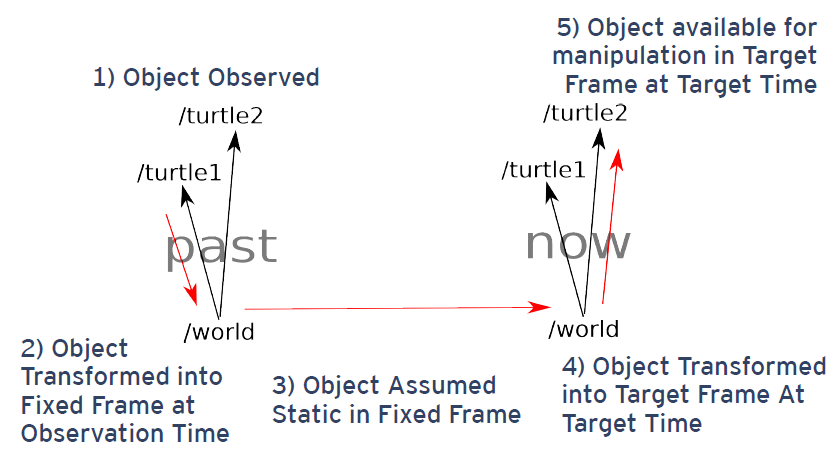 1) Object Observed
/turtle2
/turtle1
past
/world
2) Object
Transformed into
Fixed Frame at
Observation Time
3) Object Assumed
Static in Fixed Frame
5) Object available for
manipulation in Target
Frame at Target Time
/turtle2
/turtle1
now
/world
4) Object Transformed
into Target Frame At
Target Time